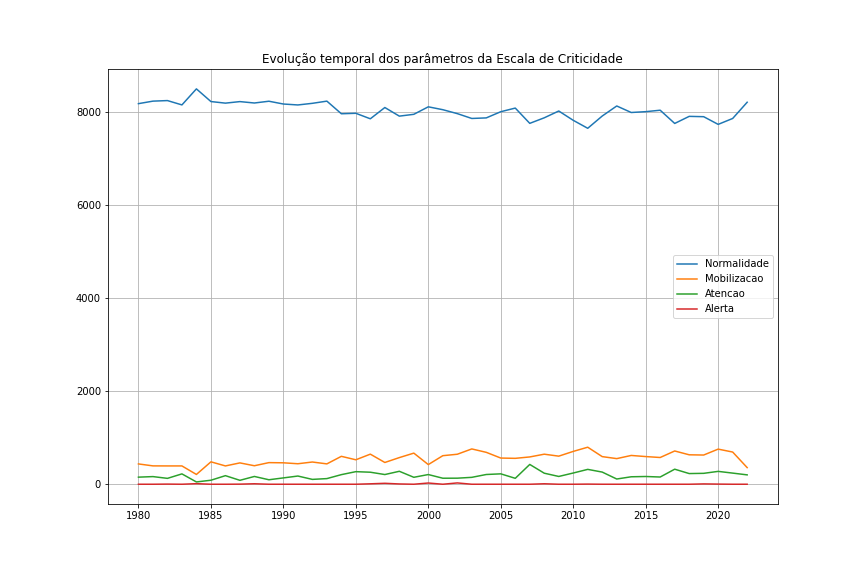 Evolução temporal dos parâmetros da Escala de Criticidade
8000
6000
4000
2000
0
Normalidade
Mobilizacao
Atencao
Alerta
1980 1985 1990 1995 2000 2005 2010 2015 2020